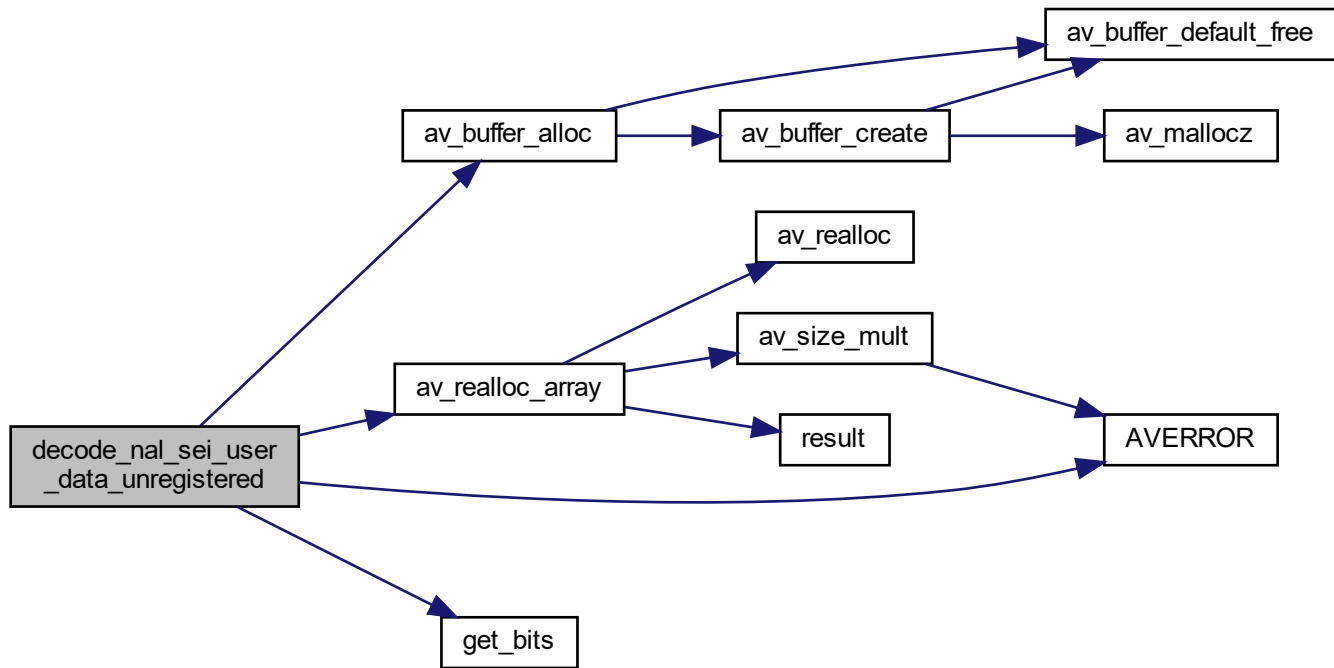 av_buffer_default_free
av_buffer_alloc
av_buffer_create
av_mallocz
av_realloc
av_size_mult
av_realloc_array
result
AVERROR
decode_nal_sei_user
_data_unregistered
get_bits